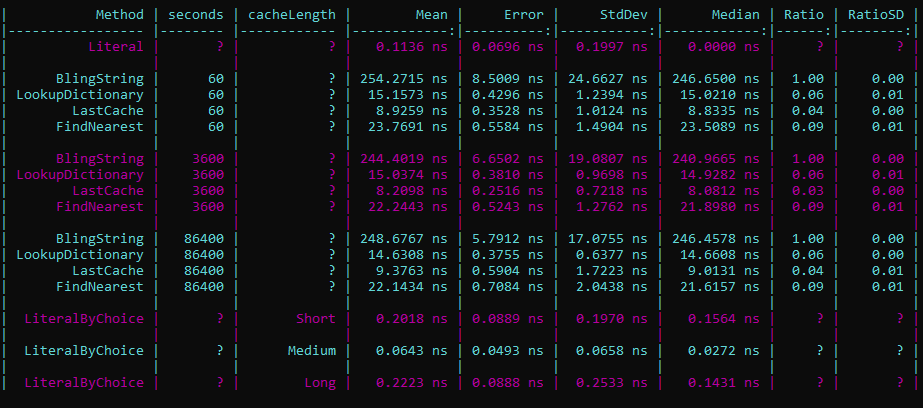 |             Method | seconds | cacheLength |        Mean |     Error |     StdDev |      Median | Ratio | RatioSD |
|------------------- |-------- |------------ |------------:|----------:|-----------:|------------:|------:|--------:|
|            Literal |       ? |           ? |   0.1136 ns | 0.0696 ns |  0.1997 ns |   0.0000 ns |     ? |       ? |
|                    |         |             |             |           |            |             |       |         |
|        BlingString |      60 |           ? | 254.2715 ns | 8.5009 ns | 24.6627 ns | 246.6500 ns |  1.00 |    0.00 |
|   LookupDictionary |      60 |           ? |  15.1573 ns | 0.4296 ns |  1.2394 ns |  15.0210 ns |  0.06 |    0.01 |
|          LastCache |      60 |           ? |   8.9259 ns | 0.3528 ns |  1.0124 ns |   8.8335 ns |  0.04 |    0.00 |
|        FindNearest |      60 |           ? |  23.7691 ns | 0.5584 ns |  1.4904 ns |  23.5089 ns |  0.09 |    0.01 |
|                    |         |             |             |           |            |             |       |         |
|        BlingString |    3600 |           ? | 244.4019 ns | 6.6502 ns | 19.0807 ns | 240.9665 ns |  1.00 |    0.00 |
|   LookupDictionary |    3600 |           ? |  15.0374 ns | 0.3810 ns |  0.9698 ns |  14.9282 ns |  0.06 |    0.01 |
|          LastCache |    3600 |           ? |   8.2098 ns | 0.2516 ns |  0.7218 ns |   8.0812 ns |  0.03 |    0.00 |
|        FindNearest |    3600 |           ? |  22.2443 ns | 0.5243 ns |  1.2762 ns |  21.8980 ns |  0.09 |    0.01 |
|                    |         |             |             |           |            |             |       |         |
|        BlingString |   86400 |           ? | 248.6767 ns | 5.7912 ns | 17.0755 ns | 246.4578 ns |  1.00 |    0.00 |
|   LookupDictionary |   86400 |           ? |  14.6308 ns | 0.3755 ns |  0.6377 ns |  14.6608 ns |  0.06 |    0.00 |
|          LastCache |   86400 |           ? |   9.3763 ns | 0.5904 ns |  1.7223 ns |   9.0131 ns |  0.04 |    0.01 |
|        FindNearest |   86400 |           ? |  22.1434 ns | 0.7084 ns |  2.0438 ns |  21.6157 ns |  0.09 |    0.01 |
|                    |         |             |             |           |            |             |       |         |
|    LiteralByChoice |       ? |       Short |   0.2018 ns | 0.0889 ns |  0.1970 ns |   0.1564 ns |     ? |       ? |
|                    |         |             |             |           |            |             |       |         |
|    LiteralByChoice |       ? |      Medium |   0.0643 ns | 0.0493 ns |  0.0658 ns |   0.0272 ns |     ? |       ? |
|                    |         |             |             |           |            |             |       |         |
|    LiteralByChoice |       ? |        Long |   0.2223 ns | 0.0888 ns |  0.2533 ns |   0.1431 ns |     ? |       ? |